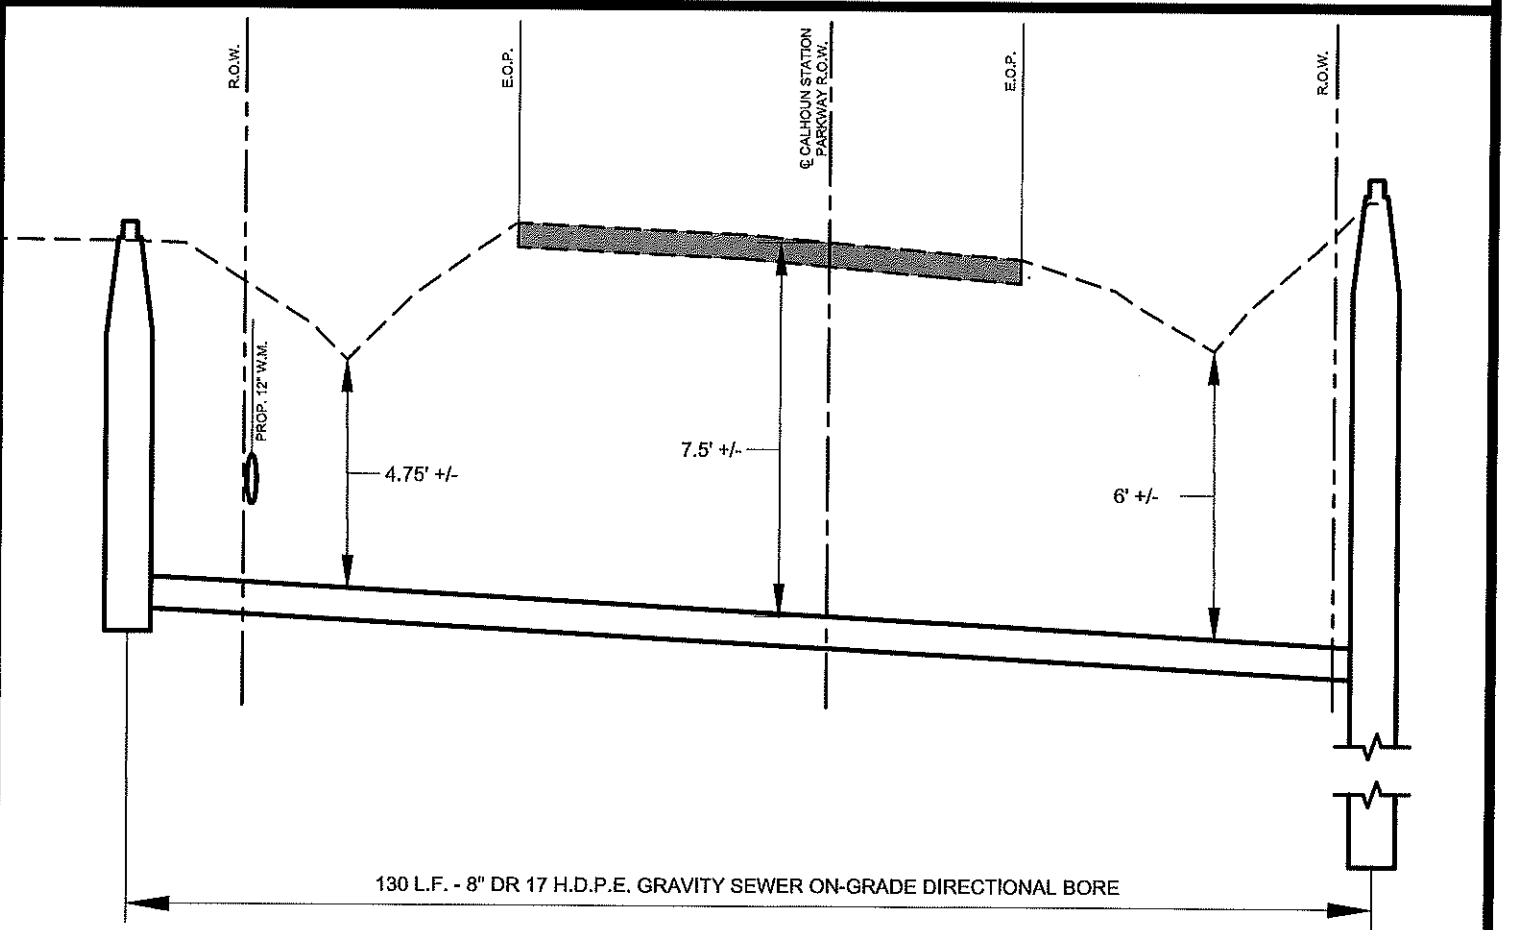 R.O.W.
E.O.P.
℄ CALHOUN STATION
PARKWAY R.O.W.
E.O.P.
R.O.W.
PROP. 12" W.M.
4.75' +/-
7.5' +/-
6' +/-
130 L.F. - 8" DR 17 H.D.P.E. GRAVITY SEWER ON-GRADE DIRECTIONAL BORE